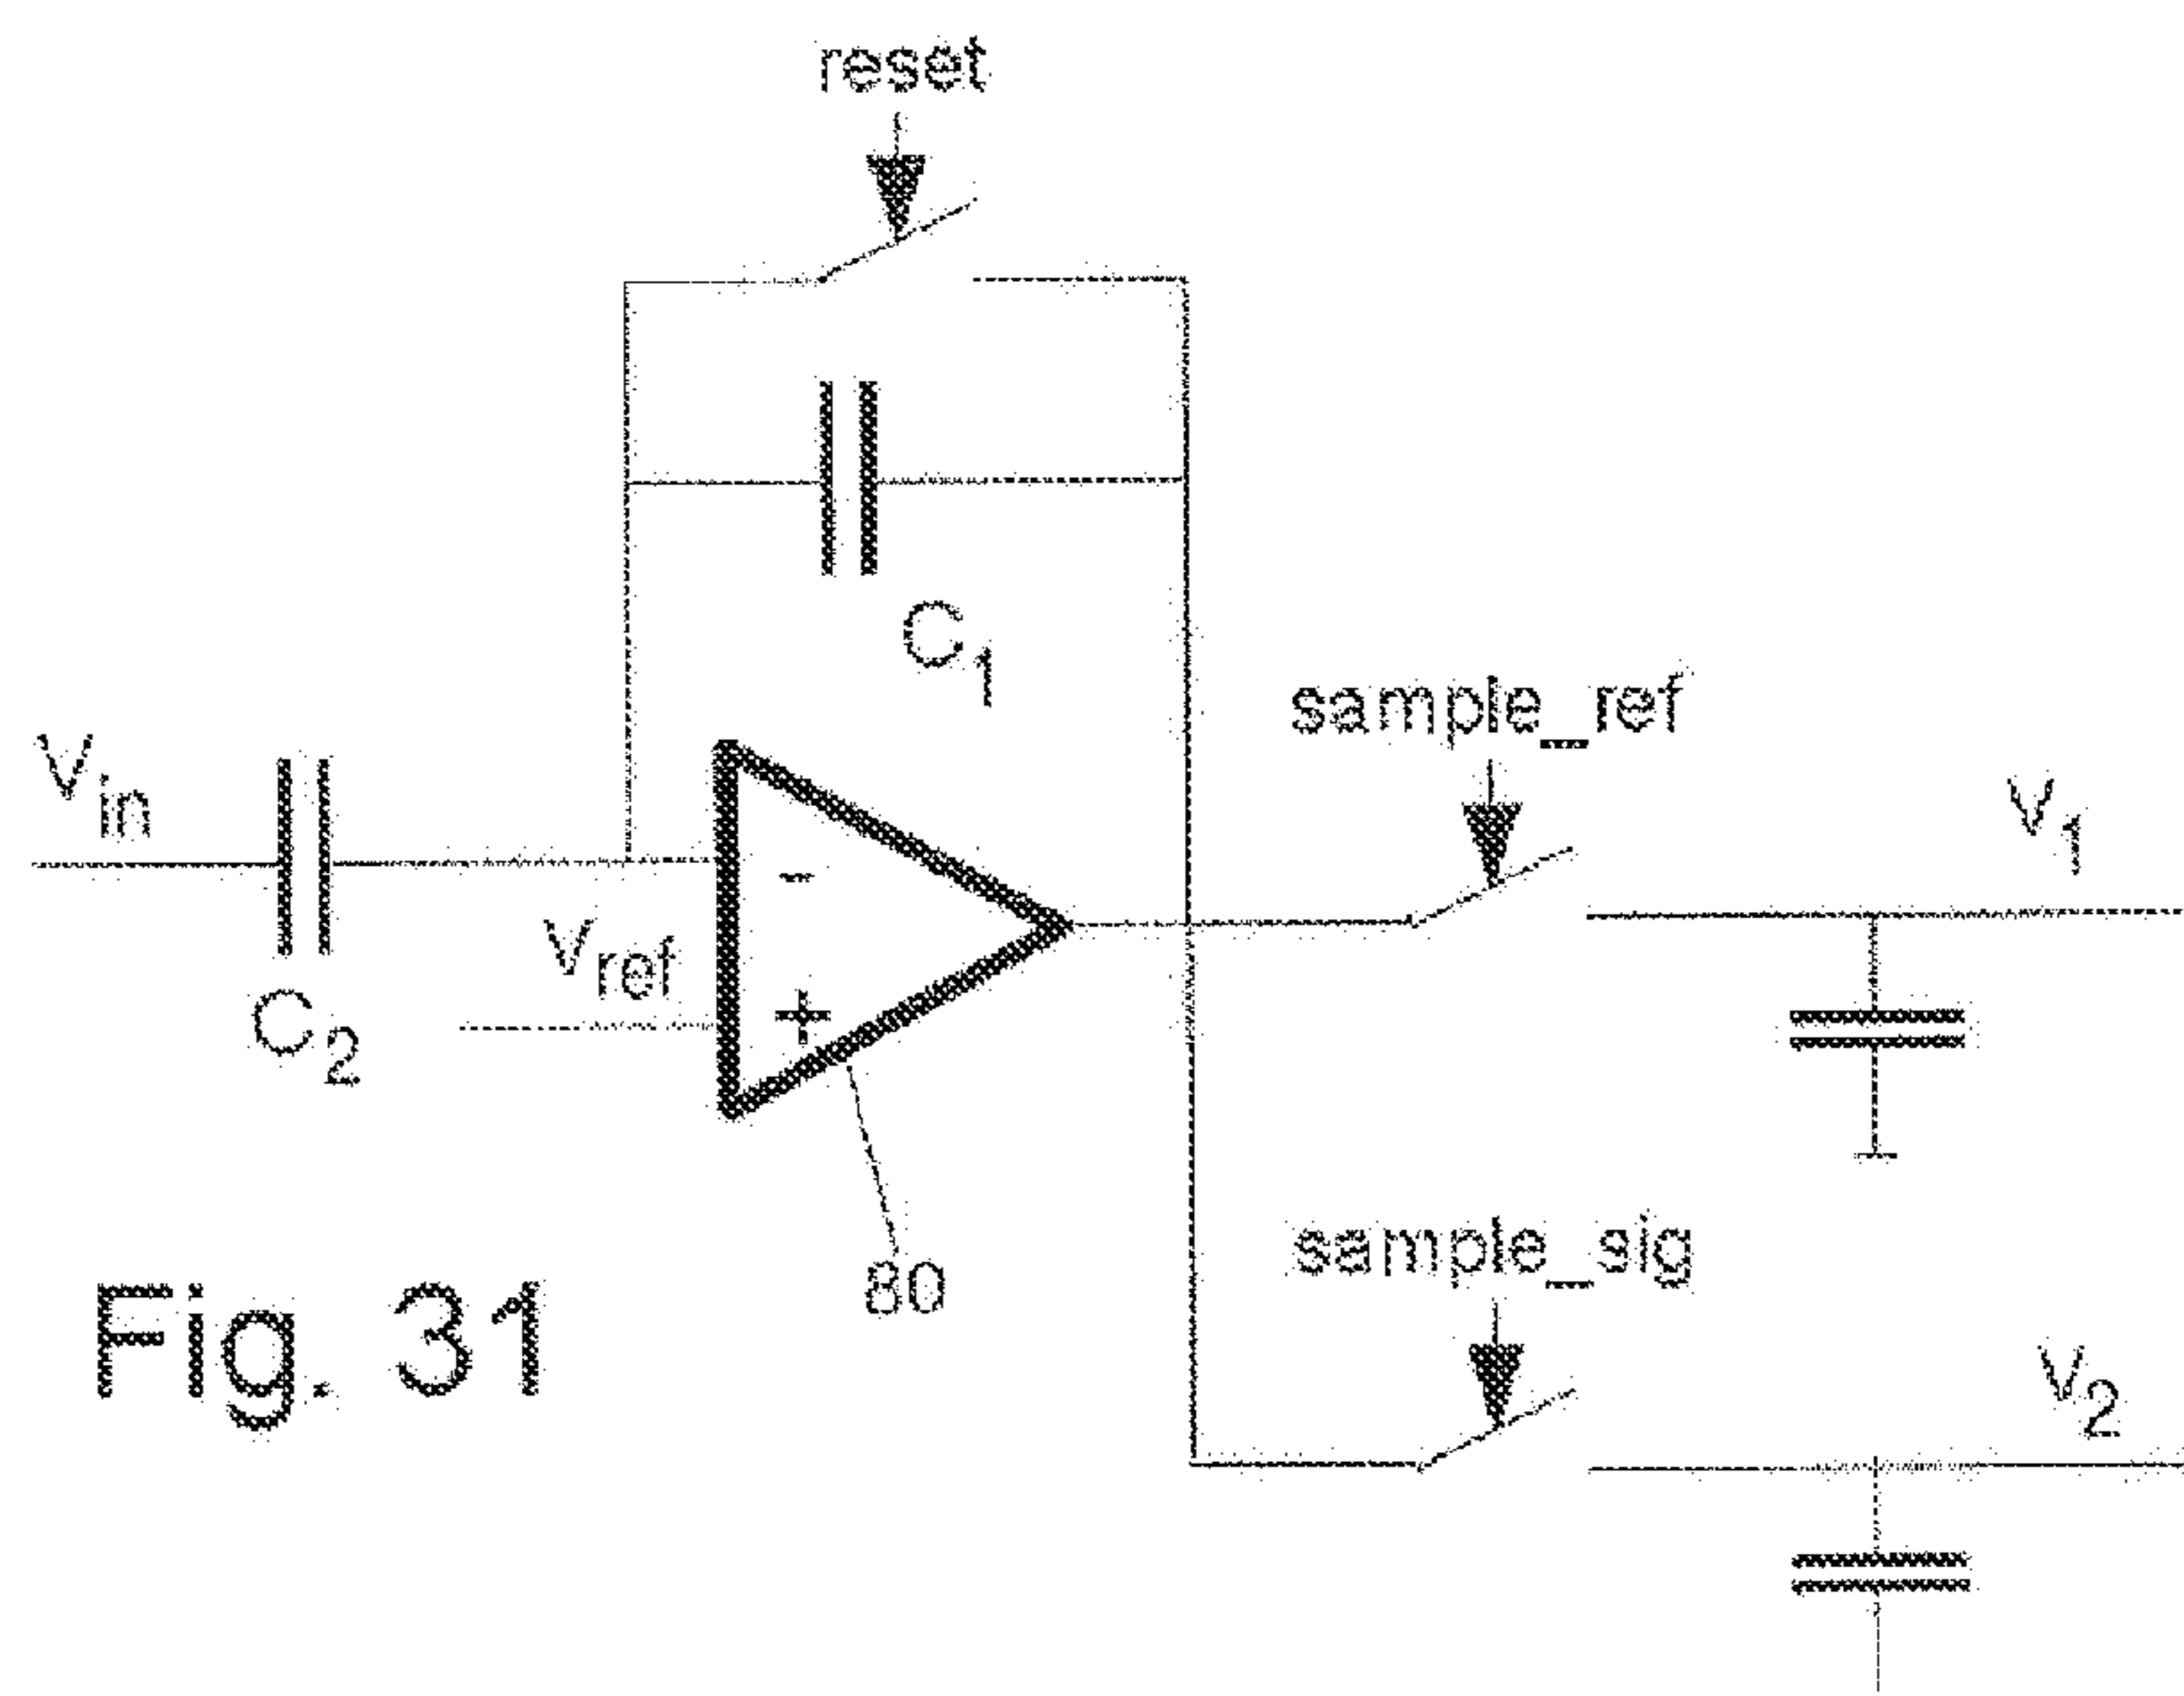 reset
C1
sample_ref
Vin
V1
Vref
-
+
C2
80
sample_sig
Fig. 31
V2